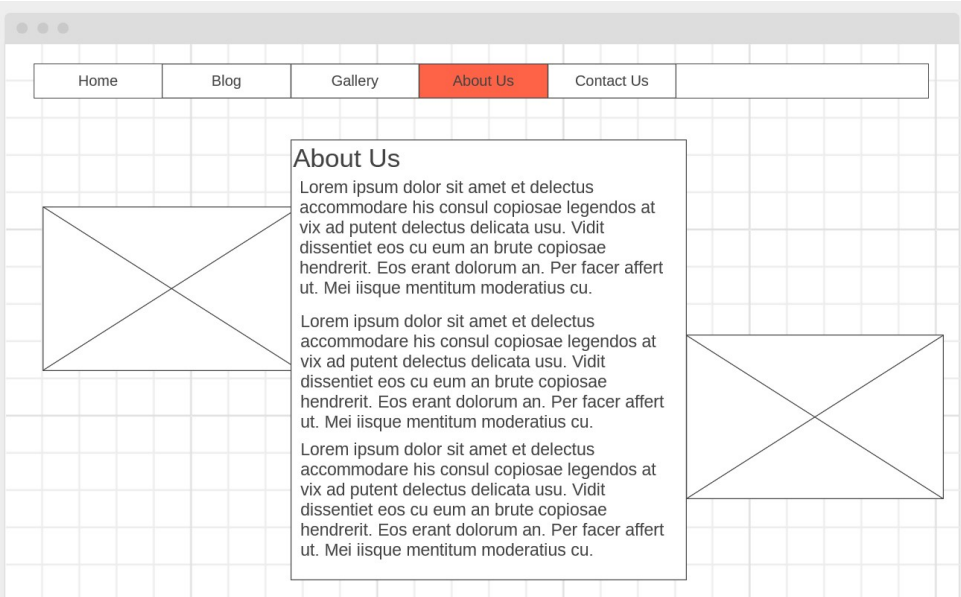 Home
Blog
Gallery
About Us
Contact Us
About Us
Lorem ipsum dolor sit amet et delectus
accommodare his consul copiosae legendos at
vix ad putent delectus delicata usu. Vidit
dissentiet eos cu eum an brute copiosae
hendrerit. Eos erant dolorum an. Per facer affert
ut. Mei iisque mentitum moderatius cu.
Lorem ipsum dolor sit amet et delectus
accommodare his consul copiosae legendos at
vix ad putent delectus delicata usu. Vidit
dissentiet eos cu eum an brute copiosae
hendrerit. Eos erant dolorum an. Per facer affert
ut. Mei iisque mentitum moderatius cu.
Lorem ipsum dolor sit amet et delectus
accommodare his consul copiosae legendos at
vix ad putent delectus delicata usu. Vidit
dissentiet eos cu eum an brute copiosae
hendrerit. Eos erant dolorum an. Per facer affert
ut. Mei iisque mentitum moderatius cu.